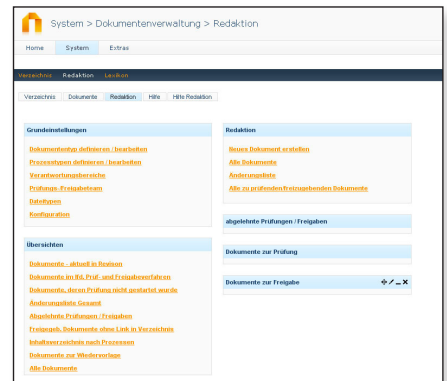 System > Dokumentenverwaltung > Redaktion
Home System Extras
Verzeichnis Redaktion Lexikon
Verzeichnis Dokumente Redaktion Hilfe Hilfe Redaktion
Grundeinstellungen
Dokumententyp definieren / bearbeiten
Prozesstypen definieren / bearbeiten
Verantwortungsbereiche
Prüfungs-/Freigabeteam
Dateitypen
Konfiguration
Übersichten
Dokumente - aktuell in Revison
Dokumente im lfd. Prüf- und Freigabeverfahren
Dokumente, deren Prüfung nicht gestartet wurde
Änderungsliste Gesamt
Abgelehnte Prüfungen / Freigaben
Freigegeb. Dokumente ohne Link in Verzeichnis
Inhaltsverzeichnis nach Prozessen
Dokumente zur Wiedervorlage
Alle Dokumente
Redaktion
Neues Dokument erstellen
Alle Dokumente
Änderungsliste
Alle zu prüfenden/freizugebenden Dokumente
abgelehnte Prüfungen / Freigaben
Dokumente zur Prüfung
Dokumente zur Freigabe